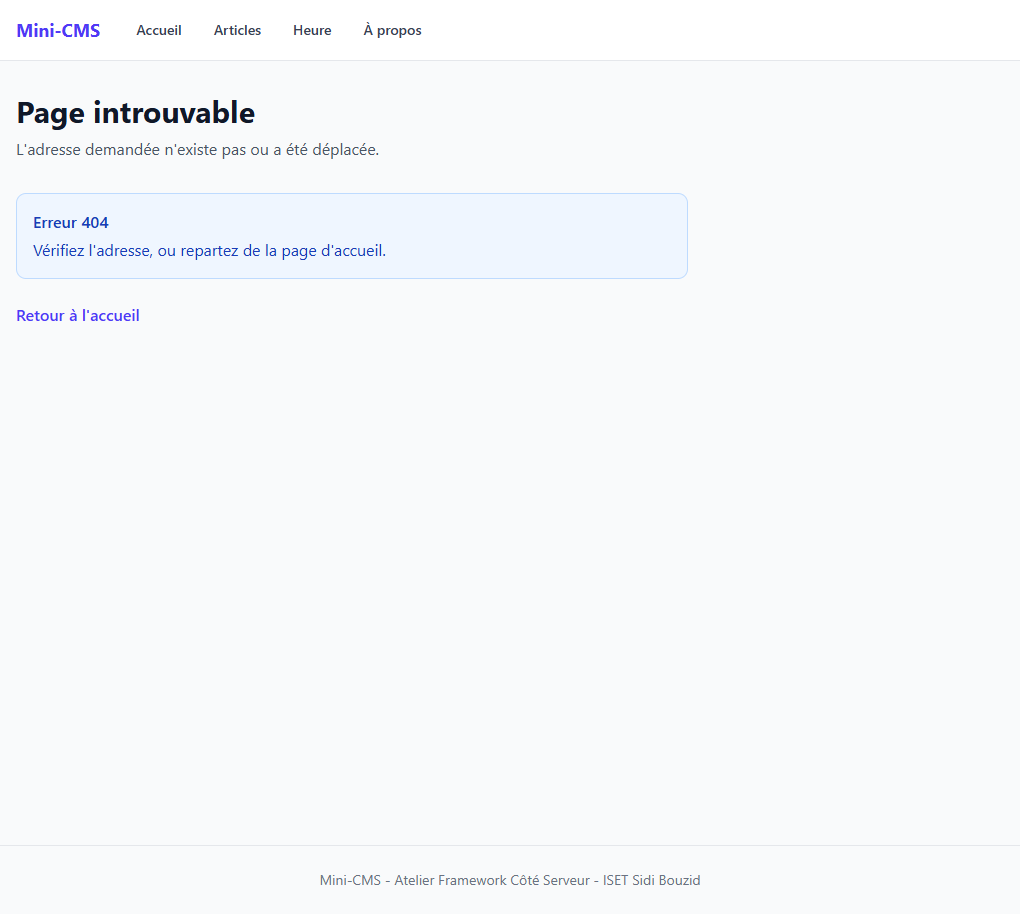 Mini-CMS Accueil Articles Heure À propos
Page introuvable
L'adresse demandée n'existe pas ou a été déplacée.
Erreur 404
Vérifiez l'adresse, ou repartez de la page d'accueil.
Retour à l'accueil
Mini-CMS - Atelier Framework Côté Serveur - ISET Sidi Bouzid